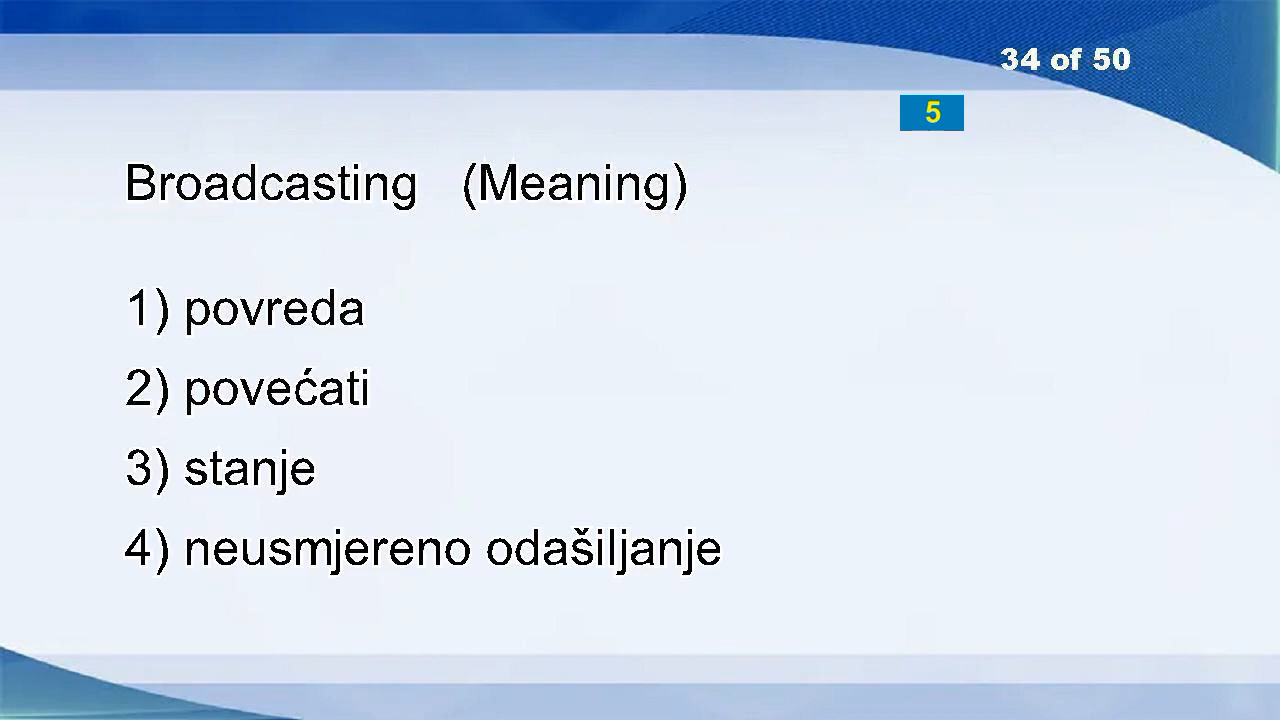 34 of 50
5
Broadcasting (Meaning)
1) povreda
2) povećati
3) stanje
4) neusmjereno odašiljanje